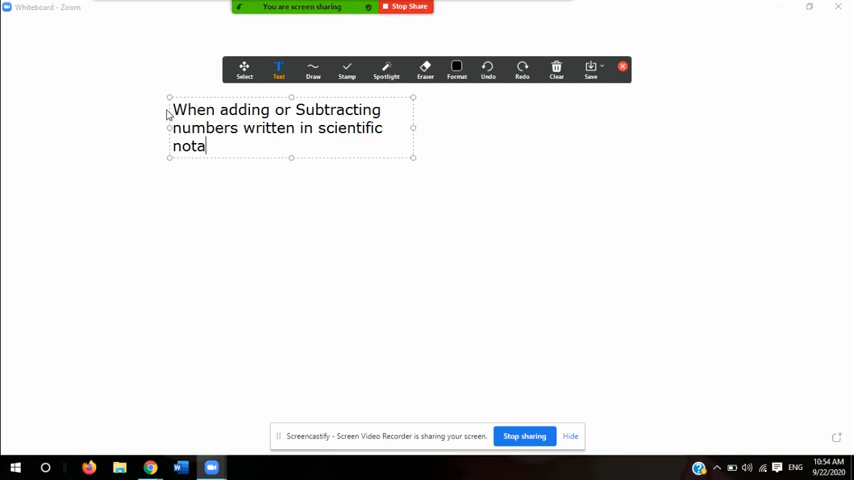 Whiteboard - Zoom
You are screen sharing
Stop Share
Select
Text
Draw
Stamp
Spotlight
Eraser
Format
Undo
Redo
Clear
Save
When adding or Subtracting
numbers written in scientific
nota
Screencastify - Screen Video Recorder is sharing your screen.
Stop sharing
Hide
ENG
10:54 AM
9/22/2020